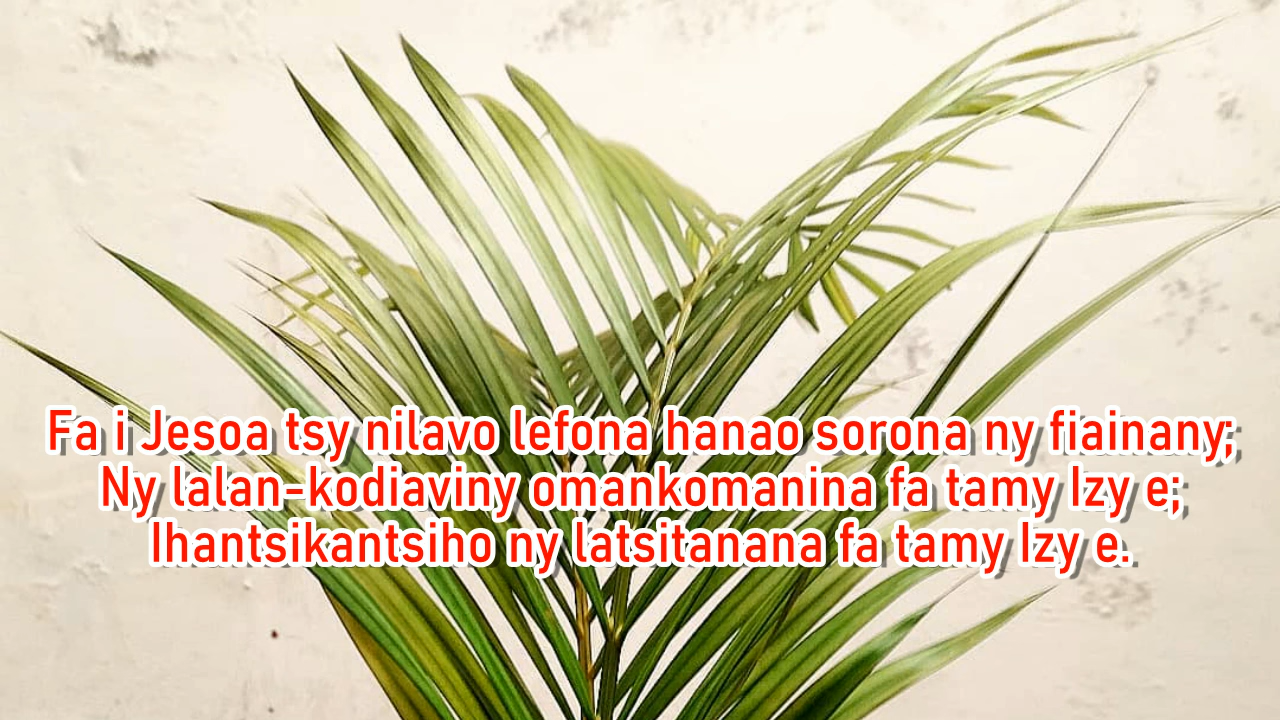 Fa i Jesoa tsy nilavo lefona hanao sorona ny fiainany;
Ny lalan-kodiaviny omankomanina fa tamy Izy e;
Ihantsikantsiho ny latsitanana fa tamy Izy e.